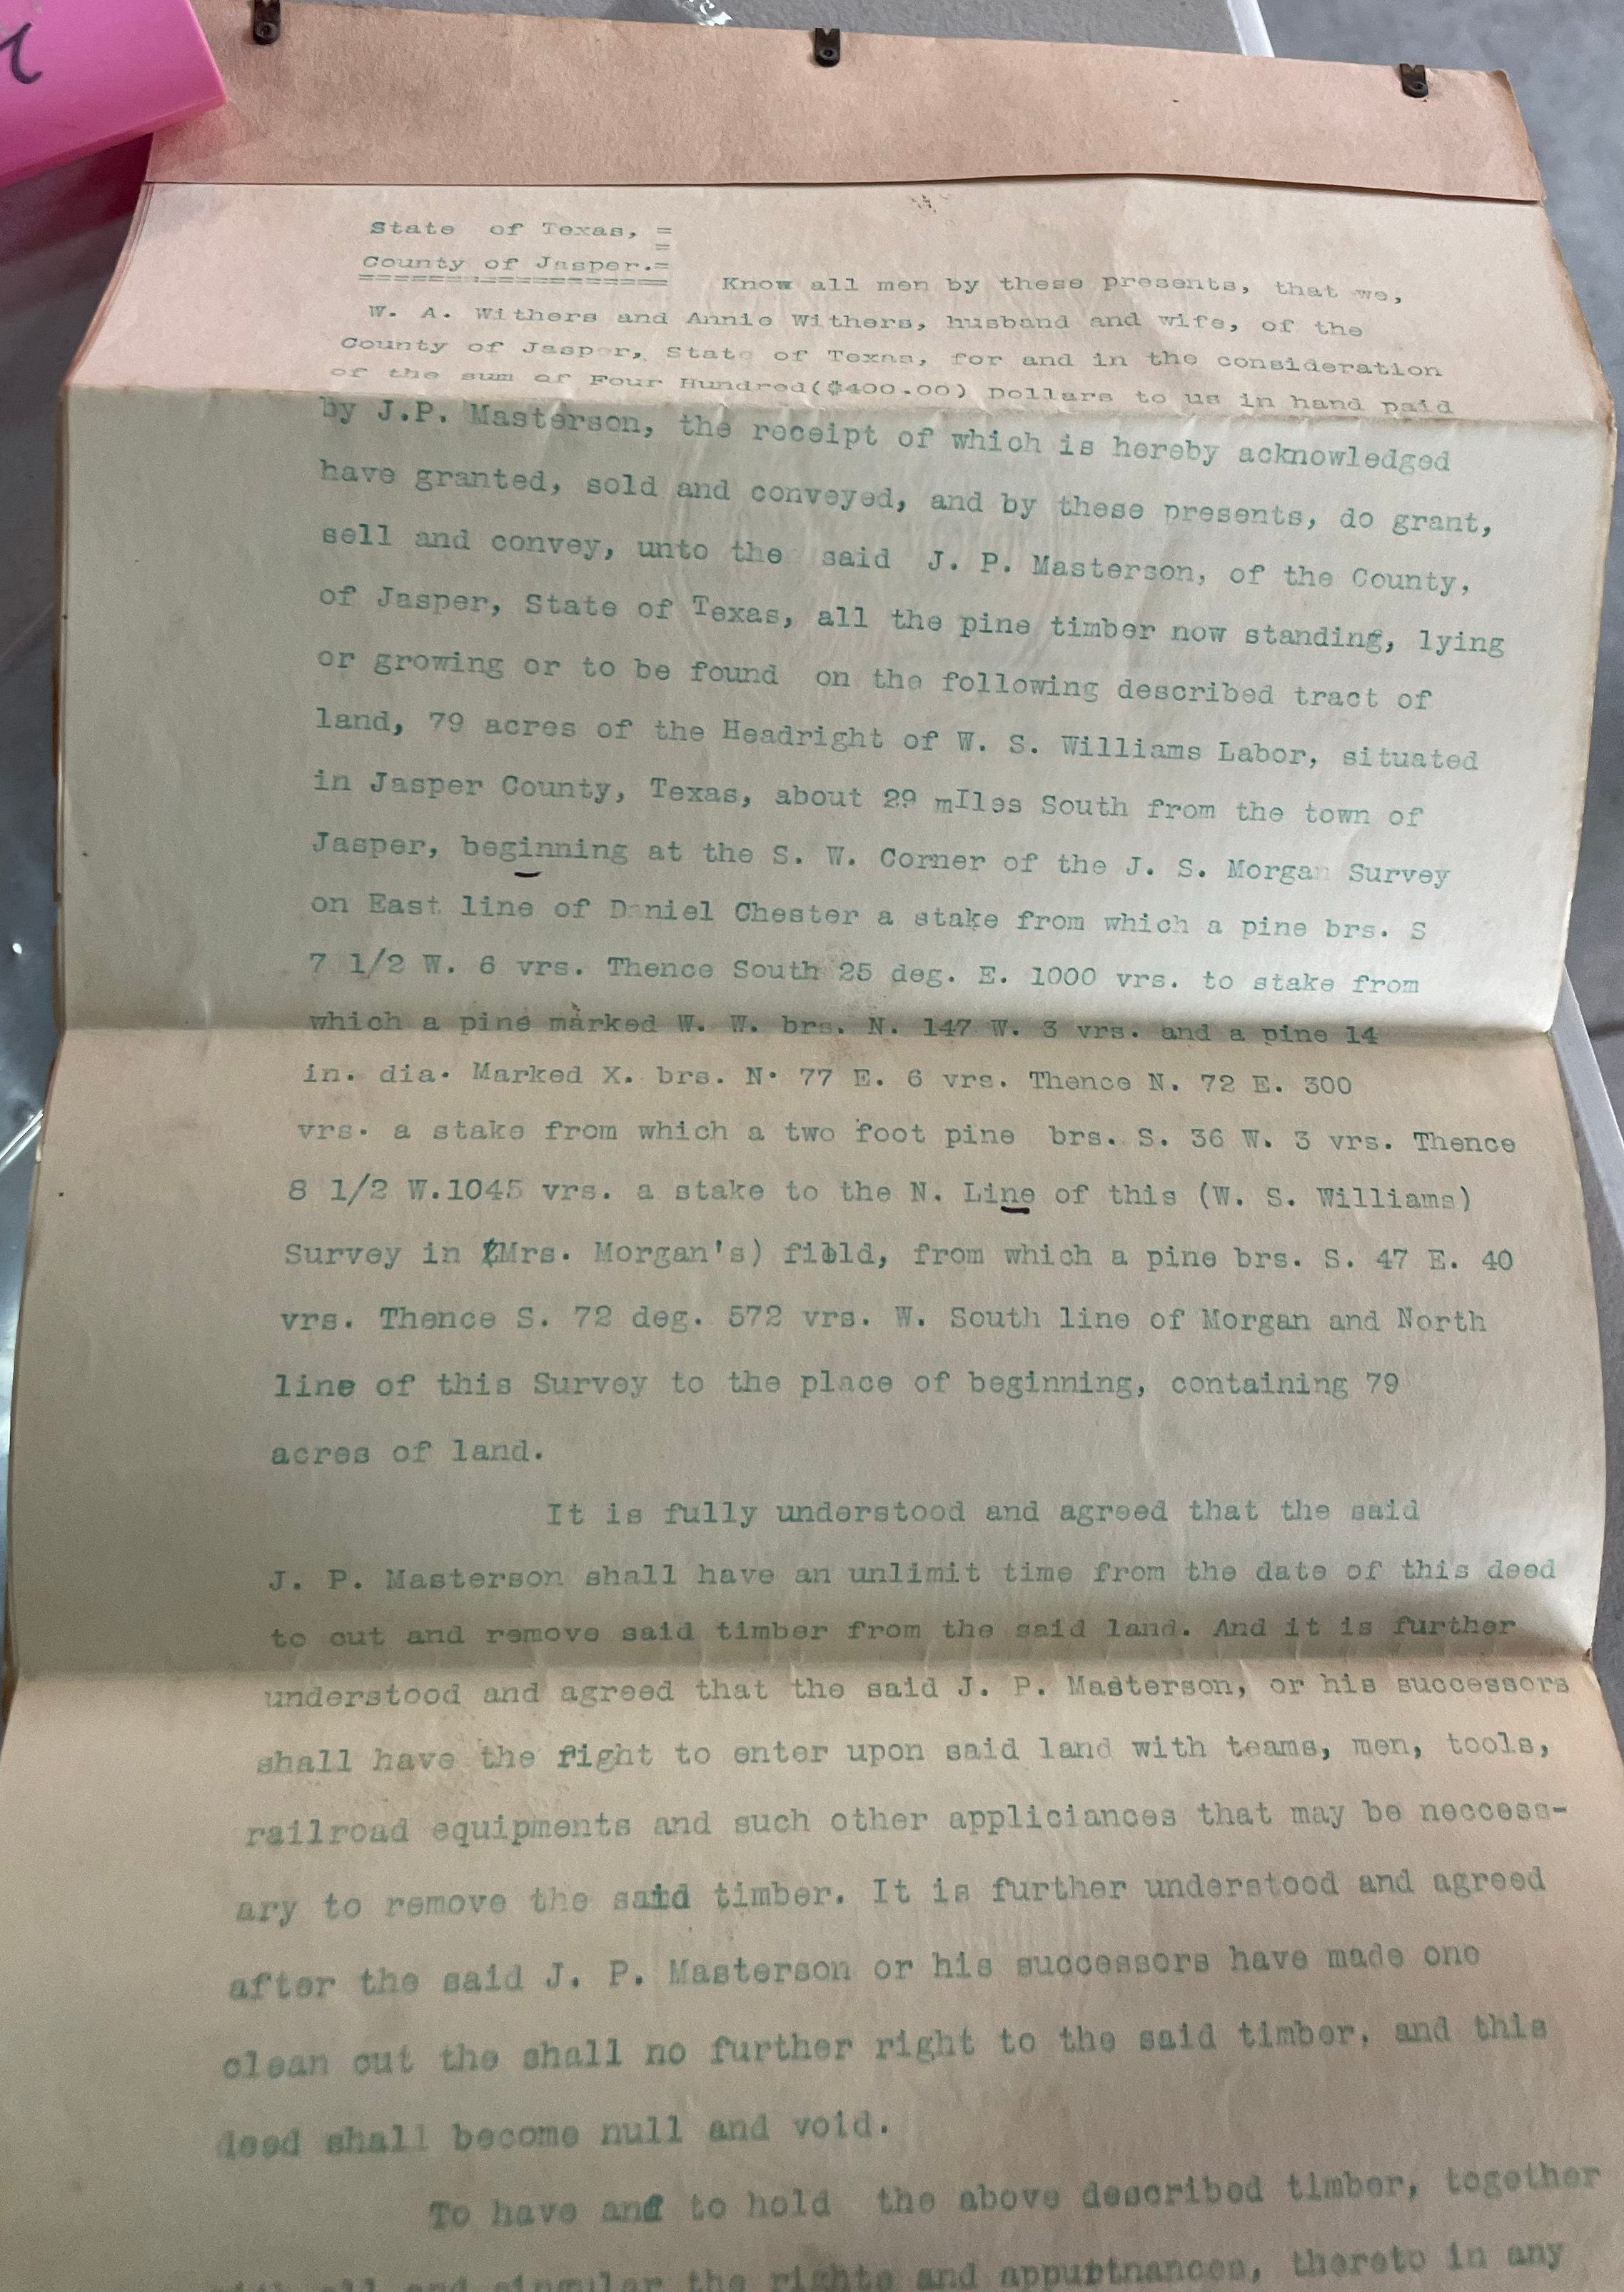 State of Texas, =
=
County of Jasper.=
==================
Know all men by these presents, that we,
W. A. Withers and Annie Withers, husband and wife, of the
County of Jasper, State of Texas, for and in the consideration
of the sum of Four Hundred($400.00) Dollars to us in hand paid
by J.P. Masterson, the receipt of which is hereby acknowledged
have granted, sold and conveyed, and by these presents, do grant,
sell and convey, unto the said J. P. Masterson, of the County,
of Jasper, State of Texas, all the pine timber now standing, lying
or growing or to be found on the following described tract of
land, 79 acres of the Headright of W. S. Williams Labor, situated
in Jasper County, Texas, about 29 mIles South from the town of
Jasper, beginning at the S. W. Corner of the J. S. Morgan Survey
on East line of Daniel Chester a stake from which a pine brs. S
7 1/2 W. 6 vrs. Thence South 25 deg. E. 1000 vrs. to stake from
which a pine marked W. W. brs. N. 147 W. 3 vrs. and a pine 14
in. dia. Marked X. brs. N. 77 E. 6 vrs. Thence N. 72 E. 300
vrs. a stake from which a two foot pine brs. S. 36 W. 3 vrs. Thence
8 1/2 W.1045 vrs. a stake to the N. Line of this (W. S. Williams)
Survey in (Mrs. Morgan's) field, from which a pine brs. S. 47 E. 40
vrs. Thence S. 72 deg. 572 vrs. W. South line of Morgan and North
line of this Survey to the place of beginning, containing 79
acres of land.
It is fully understood and agreed that the said
J. P. Masterson shall have an unlimit time from the date of this deed
to cut and remove said timber from the said land. And it is further
understood and agreed that the said J. P. Masterson, or his successors
shall have the right to enter upon said land with teams, men, tools,
railroad equipments and such other appliciances that may be neccess-
ary to remove the said timber. It is further understood and agreed
after the said J. P. Masterson or his successors have made one
clean cut the shall no further right to the said timber, and this
deed shall become null and void.
To have and to hold the above described timber, together
with all and singular the rights and appurtnances, thereto in any